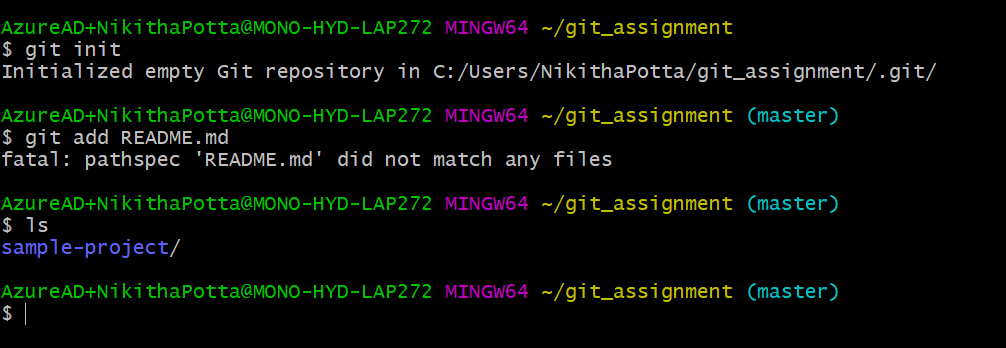 AzureAD+NikithaPotta@MONO-HYD-LAP272 MINGW64 ~/git_assignment
$ git init
Initialized empty Git repository in C:/Users/NikithaPotta/git_assignment/.git/
AzureAD+NikithaPotta@MONO-HYD-LAP272 MINGW64 ~/git_assignment (master)
$ git add README.md
fatal: pathspec 'README.md' did not match any files
AzureAD+NikithaPotta@MONO-HYD-LAP272 MINGW64 ~/git_assignment (master)
$ ls
sample-project/
AzureAD+NikithaPotta@MONO-HYD-LAP272 MINGW64 ~/git_assignment (master)
$